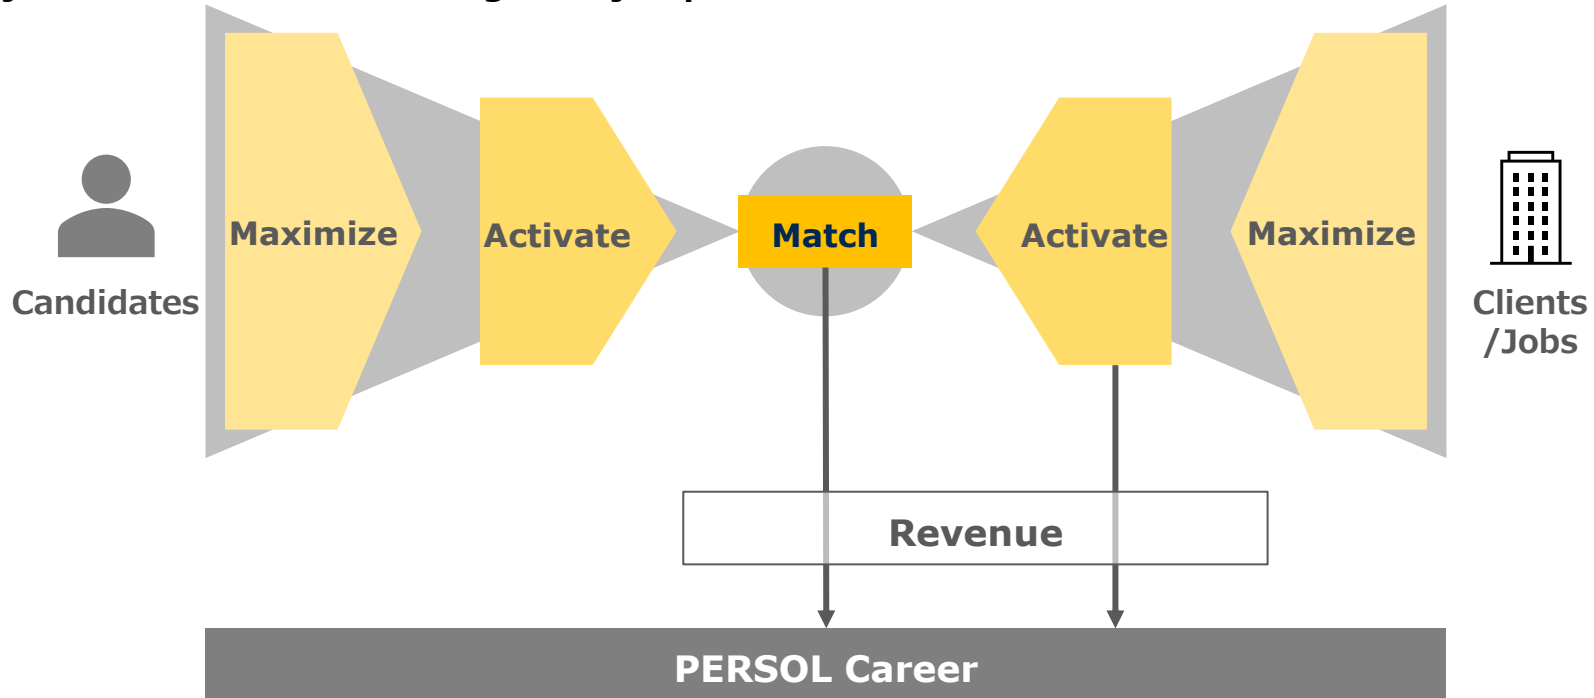 Candidates
Maximize
Activate
Match
Activate
Maximize
Clients
/Jobs
Revenue
PERSOL Career